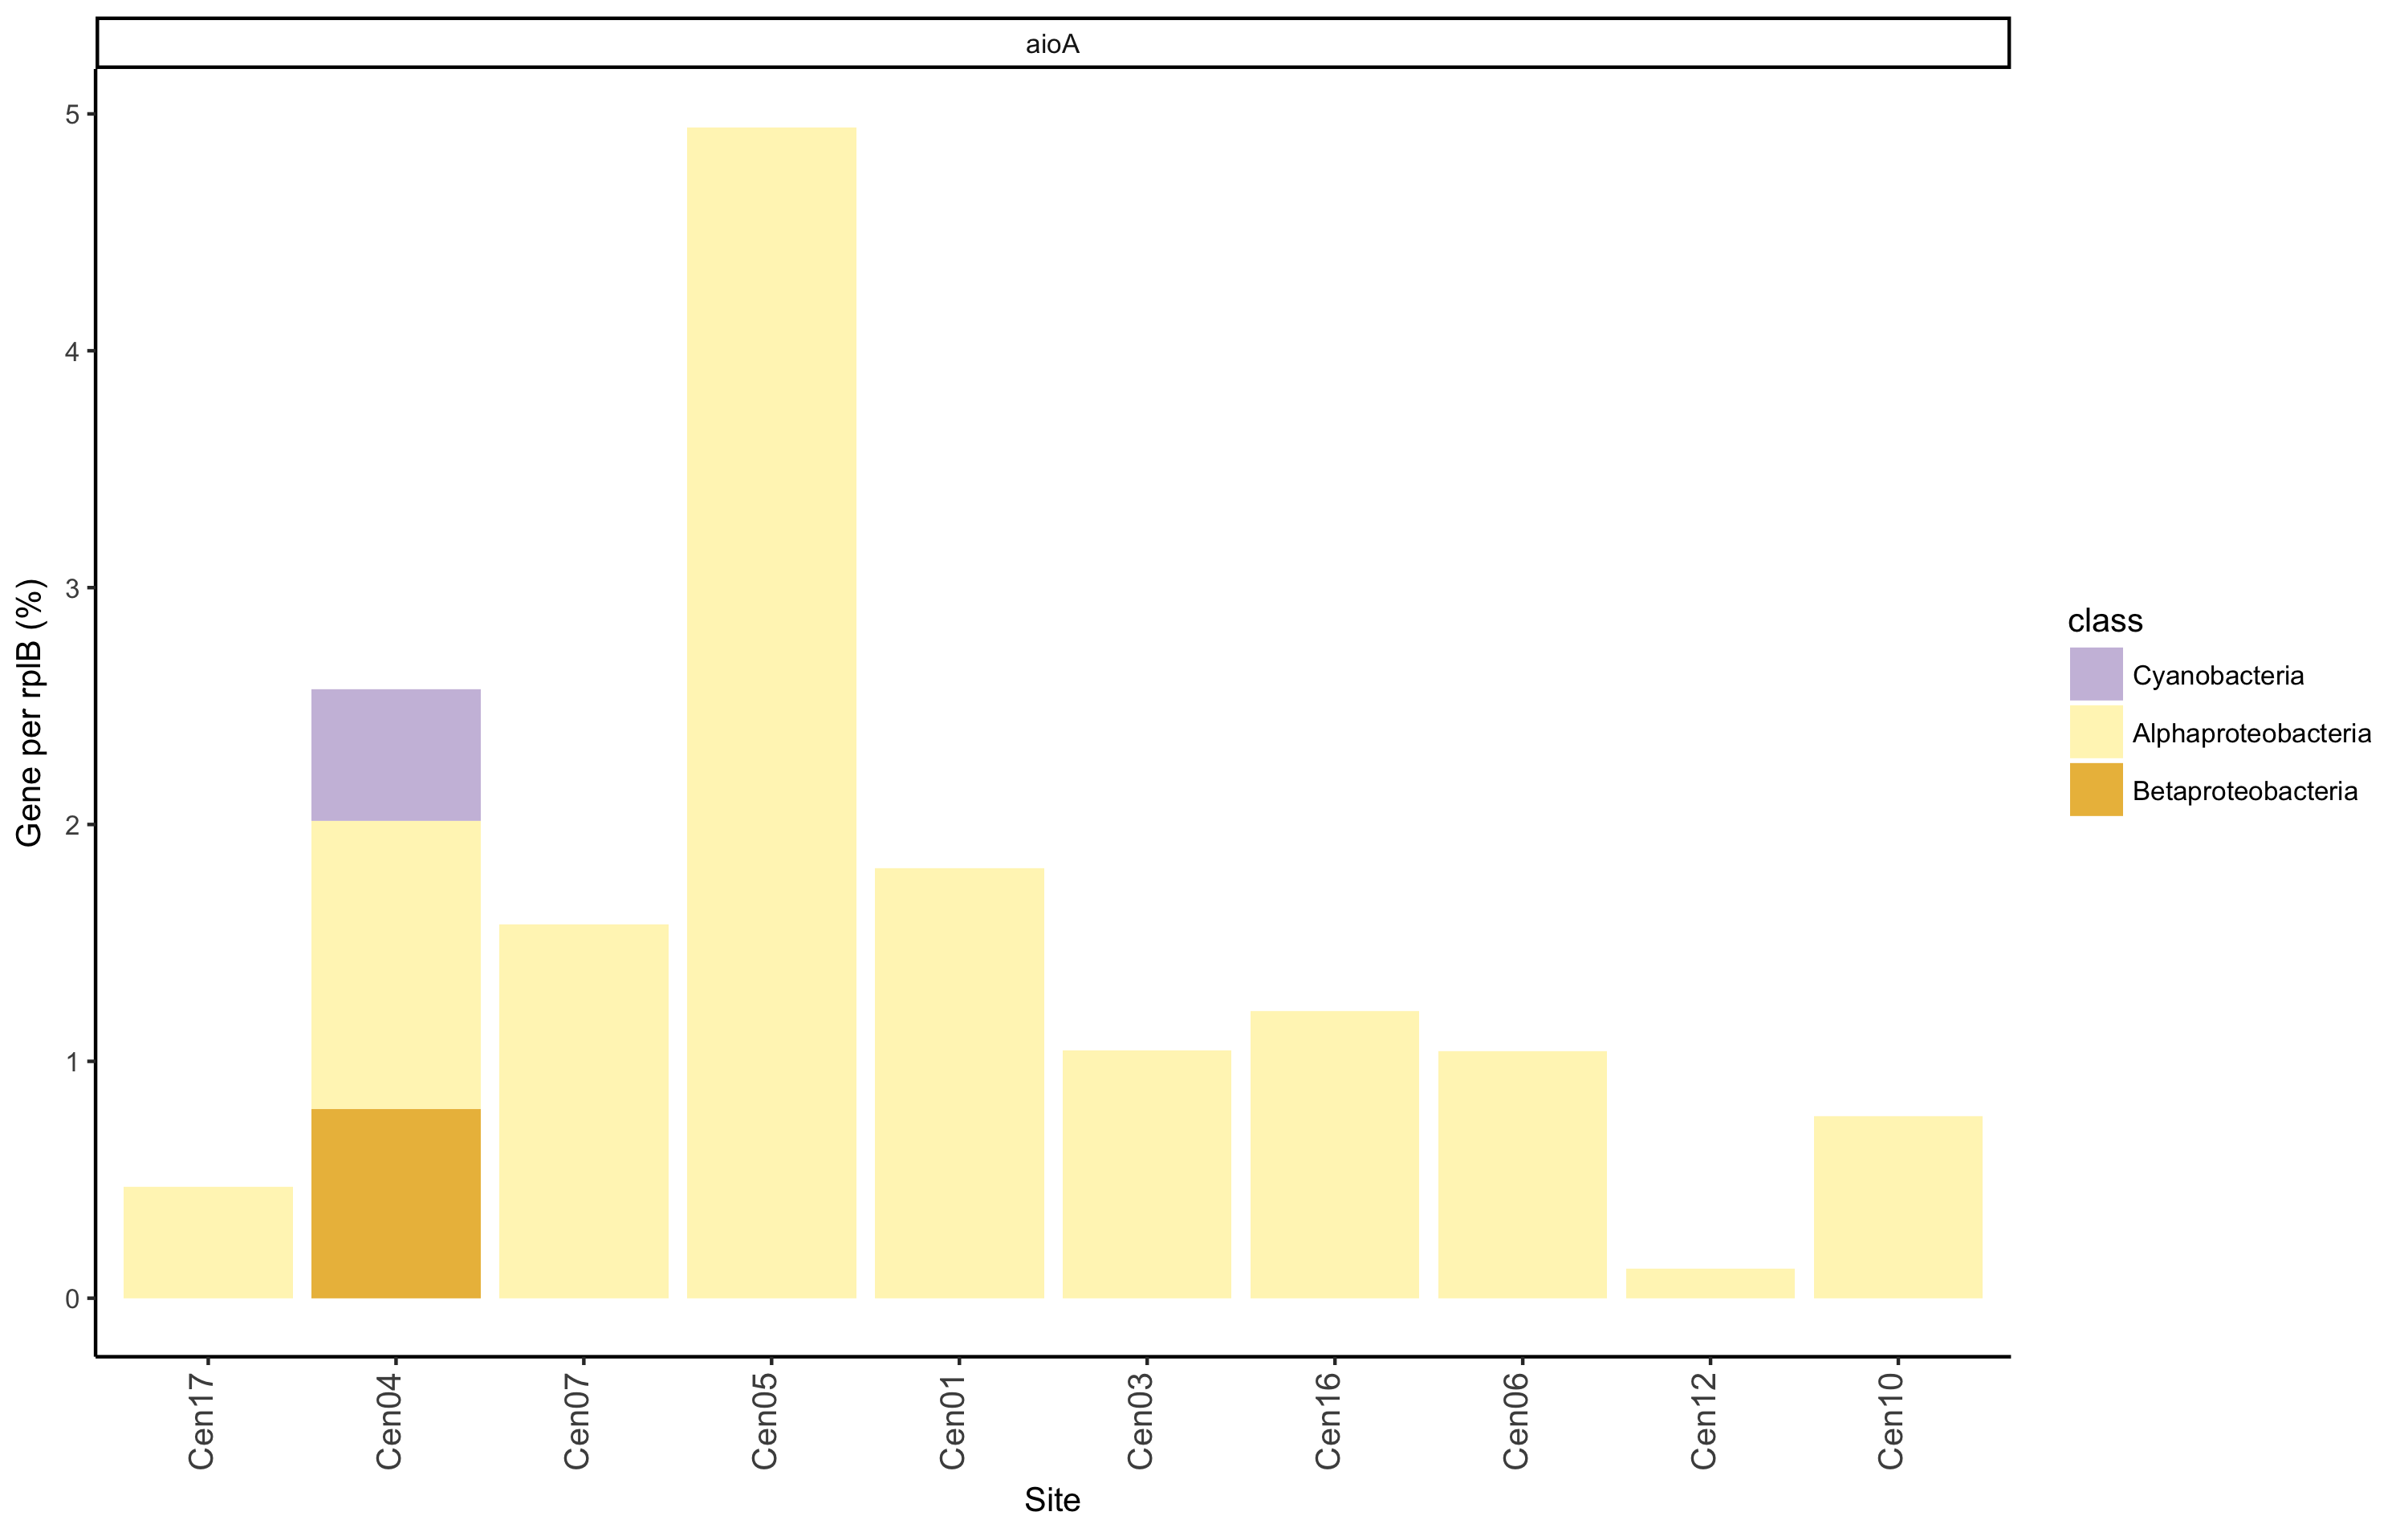 aioA
Gene per rplB (%)
5
4
3
2
1
0
Cen17
Cen04
Cen07
Cen05
Cen01
Cen03
Cen16
Cen06
Cen12
Cen10
Site
class
Cyanobacteria
Alphaproteobacteria
Betaproteobacteria